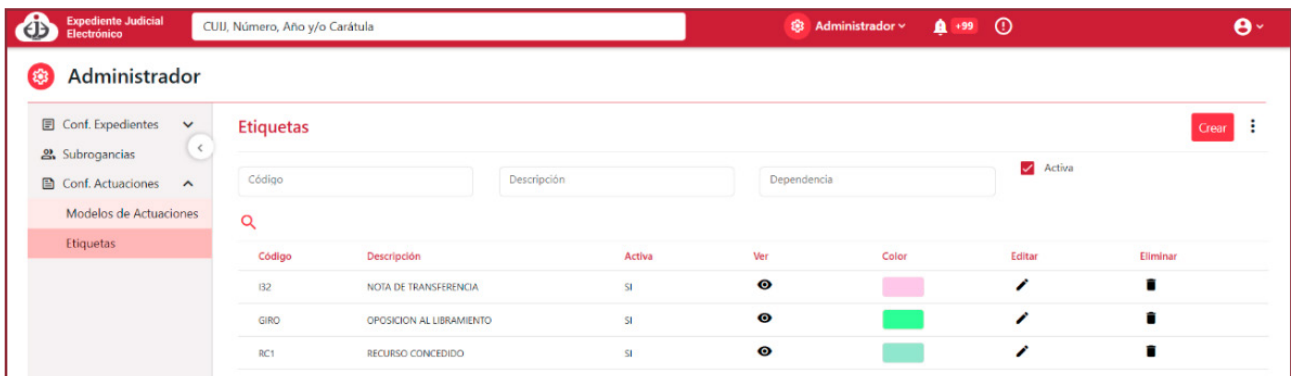 Expediente Judicial
Electrónico
CUIJ, Número, Año y/o Carátula
Administrador
+99
Administrador
Conf. Expedientes
Subrogancias
Conf. Actuaciones
Modelos de Actuaciones
Etiquetas
Etiquetas
Crear
Código
Descripción
Dependencia
Activa
Código Descripción Activa Ver Color Editar Eliminar
I32 NOTA DE TRANSFERENCIA SI
GIRO OPOSICION AL LIBRAMIENTO SI
RC1 RECURSO CONCEDIDO SI